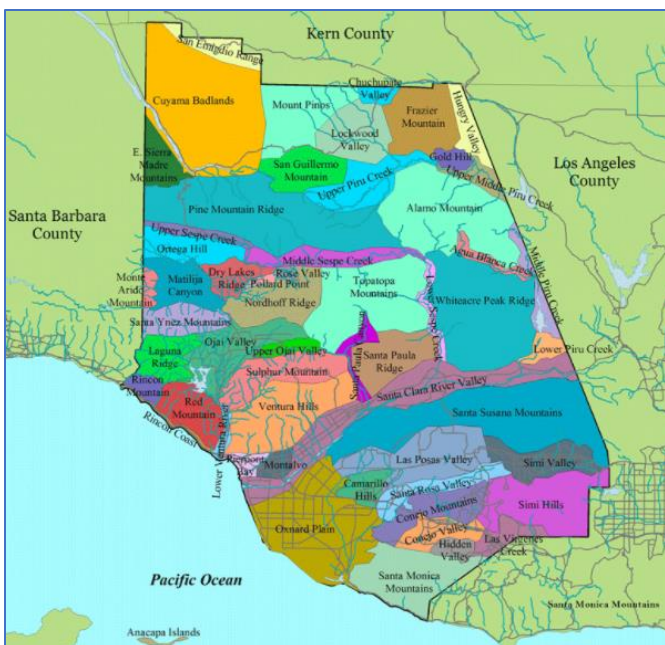 Kern County
San Emigdio Range
Cuyama Badlands
Mount Pinos
Chuchupate
Valley
Frazier
Mountain
Hungry Valley
Lockwood
Valley
E. Sierra
Madre
Mountains
San Guillermo
Mountain
Gold Hill
Upper Piru Creek
Upper Middle Piru Creek
Los Angeles
County
Santa Barbara
County
Pine Mountain Ridge
Alamo Mountain
Upper Sespe Creek
Ortega Hill
Middle Sespe Creek
Agua Blanca Creek
Middle Piru Creek
Monte
Arido
Mountain
Matilija
Canyon
Dry Lakes
Ridge
Rose Valley
Pollard Point
Nordhoff Ridge
Topatopa
Mountains
Lower Sespe Creek
Whiteacre Peak Ridge
Santa Ynez Mountains
Ojai Valley
Upper Ojai Valley
Santa Paula Canyon
Santa Paula
Ridge
Lower Piru Creek
Laguna
Ridge
Rincon
Mountain
Sulphur Mountain
Red
Mountain
Rincon Coast
Ventura Hills
Lower Ventura River
Santa Clara River Valley
Santa Susana Mountains
Pierpont
Bay
Montalvo
Las Posas Valley
Simi Valley
Camarillo
Hills
Santa Rosa Valley
Simi Hills
Conejo Mountains
Oxnard Plain
Conejo Valley
Hidden
Valley
Las Virgenes
Creek
Pacific Ocean
Santa Monica
Mountains
Santa Monica Mountains
Anacapa Islands